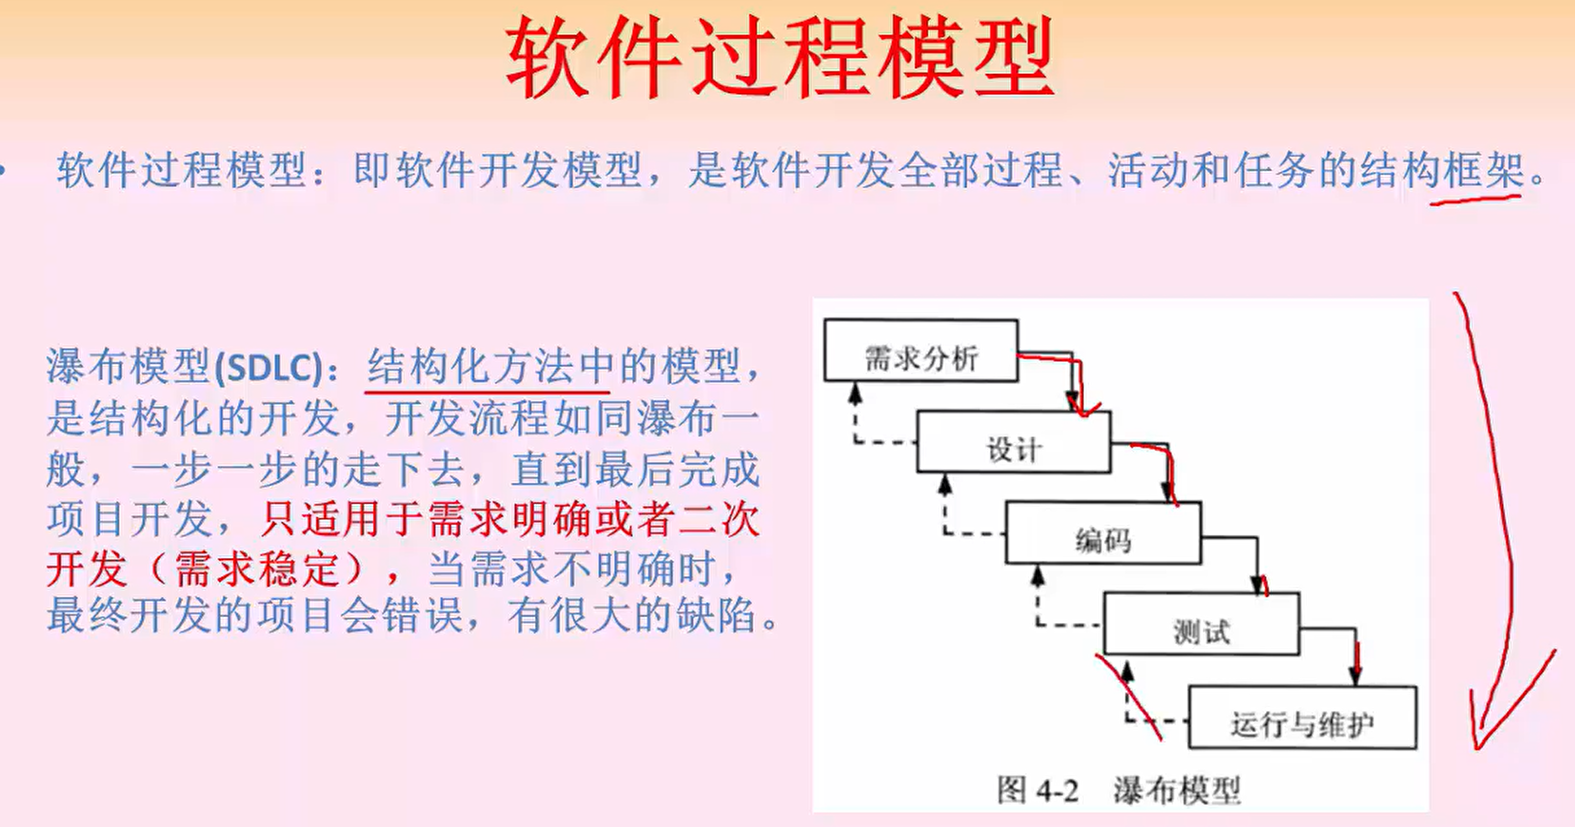 软件过程模型
• 软件过程模型：即软件开发模型，是软件开发全部过程、活动和任务的结构框架。
瀑布模型(SDLC)：结构化方法中的模型，
是结构化的开发，开发流程如同瀑布一
般，一步一步的走下去，直到最后完成
项目开发，只适用于需求明确或者二次
开发（需求稳定），当需求不明确时，
最终开发的项目会错误，有很大的缺陷。
需求分析
设计
编码
测试
运行与维护
图 4-2 瀑布模型